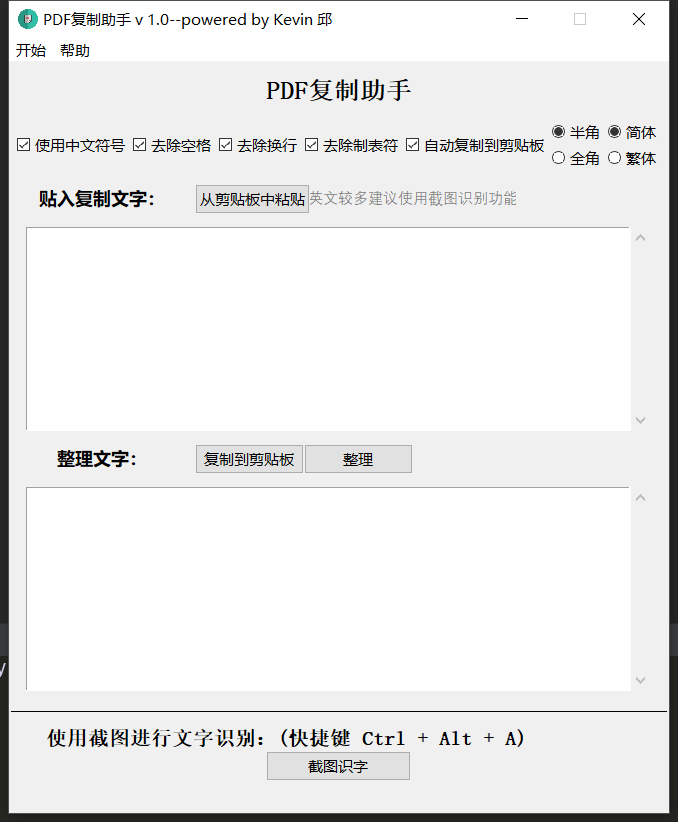 PDF复制助手 v 1.0--powered by Kevin 邱
开始 帮助
PDF复制助手
使用中文符号 去除空格 去除换行 去除制表符 自动复制到剪贴板 半角 简体
全角 繁体
贴入复制文字： 从剪贴板中粘贴 英文较多建议使用截图识别功能
整理文字： 复制到剪贴板 整理
y
使用截图进行文字识别：(快捷键 Ctrl + Alt + A)
截图识字